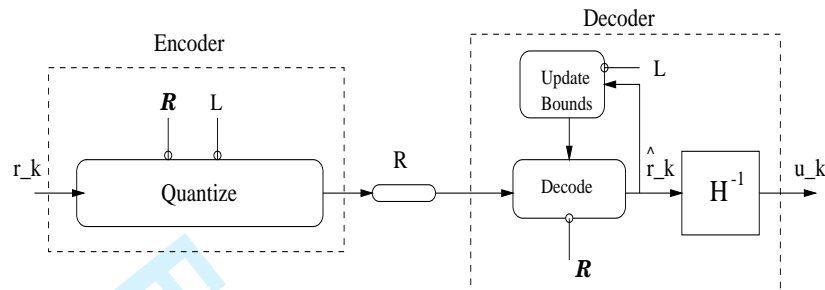 Decoder
Encoder
Update
Bounds
L
R
L
r_k
Quantize
R
Decode
^
r_k
H^-1
u_k
R